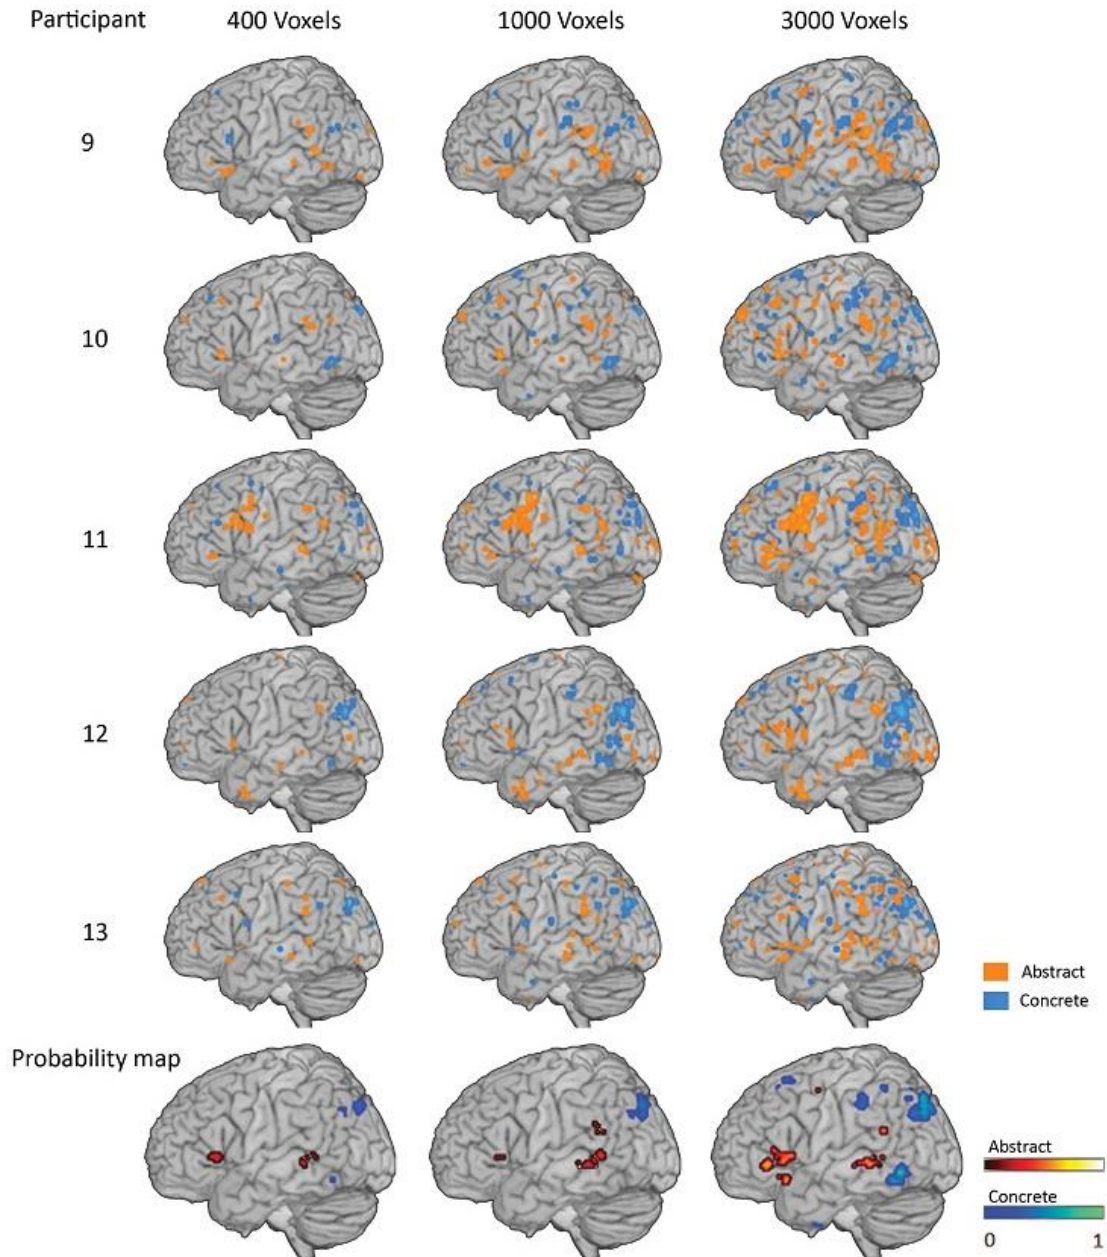 Participant 400 Voxels 1000 Voxels 3000 Voxels
9
10
11
12
13
Abstract
Concrete
Probability map
Abstract
Concrete
0 1